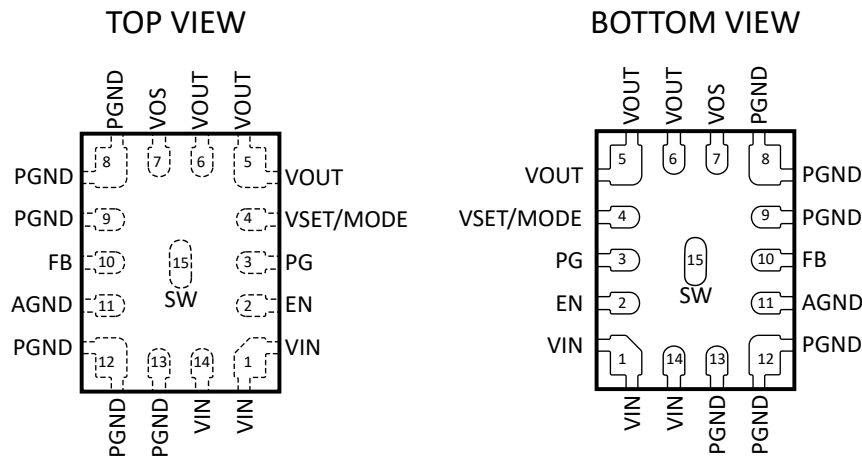 TOP VIEW
PGND
VOS
VOUT
VOUT
8
7
6
5
PGND
VOUT
PGND
9
4
VSET/MODE
FB
10
15
3
PG
SW
AGND
11
2
EN
PGND
VIN
12
13
14
1
PGND
PGND
VIN
VIN
BOTTOM VIEW
VOUT
VOUT
VOS
PGND
5
6
7
8
VOUT
PGND
VSET/MODE
4
9
PGND
PG
3
15
10
FB
SW
EN
2
11
AGND
VIN
PGND
1
14
13
12
VIN
VIN
PGND
PGND